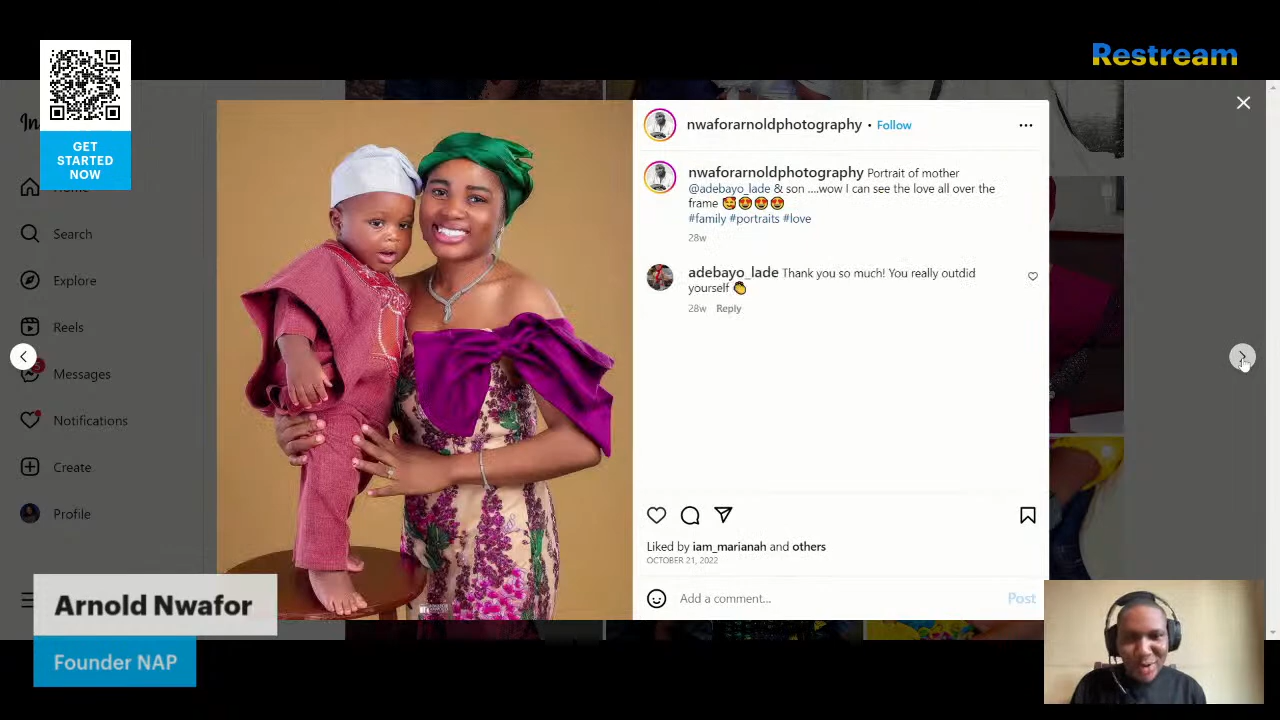 Restream
GET
STARTED
NOW
Home
Search
Explore
Reels
Messages
Notifications
Create
Profile
nwaforarnoldphotography • Follow
nwaforarnoldphotography Portrait of mother
@adebayo_lade & son ....wow I can see the love all over the
frame 🥰😍😍😍
#family #portraits #love
28w
adebayo_lade Thank you so much! You really outdid
yourself 👏
28w Reply
Liked by iam_marianah and others
OCTOBER 21, 2022
Add a comment...
Post
Arnold Nwafor
Founder NAP